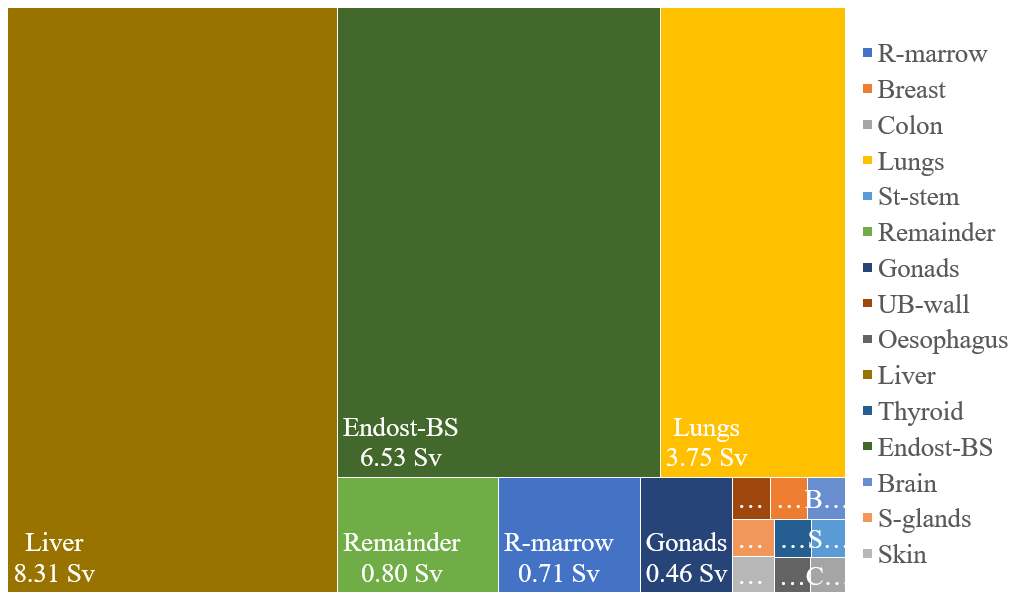 Liver
8.31 Sv
Endost-BS
6.53 Sv
Lungs
3.75 Sv
Remainder
0.80 Sv
R-marrow
0.71 Sv
Gonads
0.46 Sv
... ... B...
... ... S...
... ... C...
R-marrow
Breast
Colon
Lungs
St-stem
Remainder
Gonads
UB-wall
Oesophagus
Liver
Thyroid
Endost-BS
Brain
S-glands
Skin